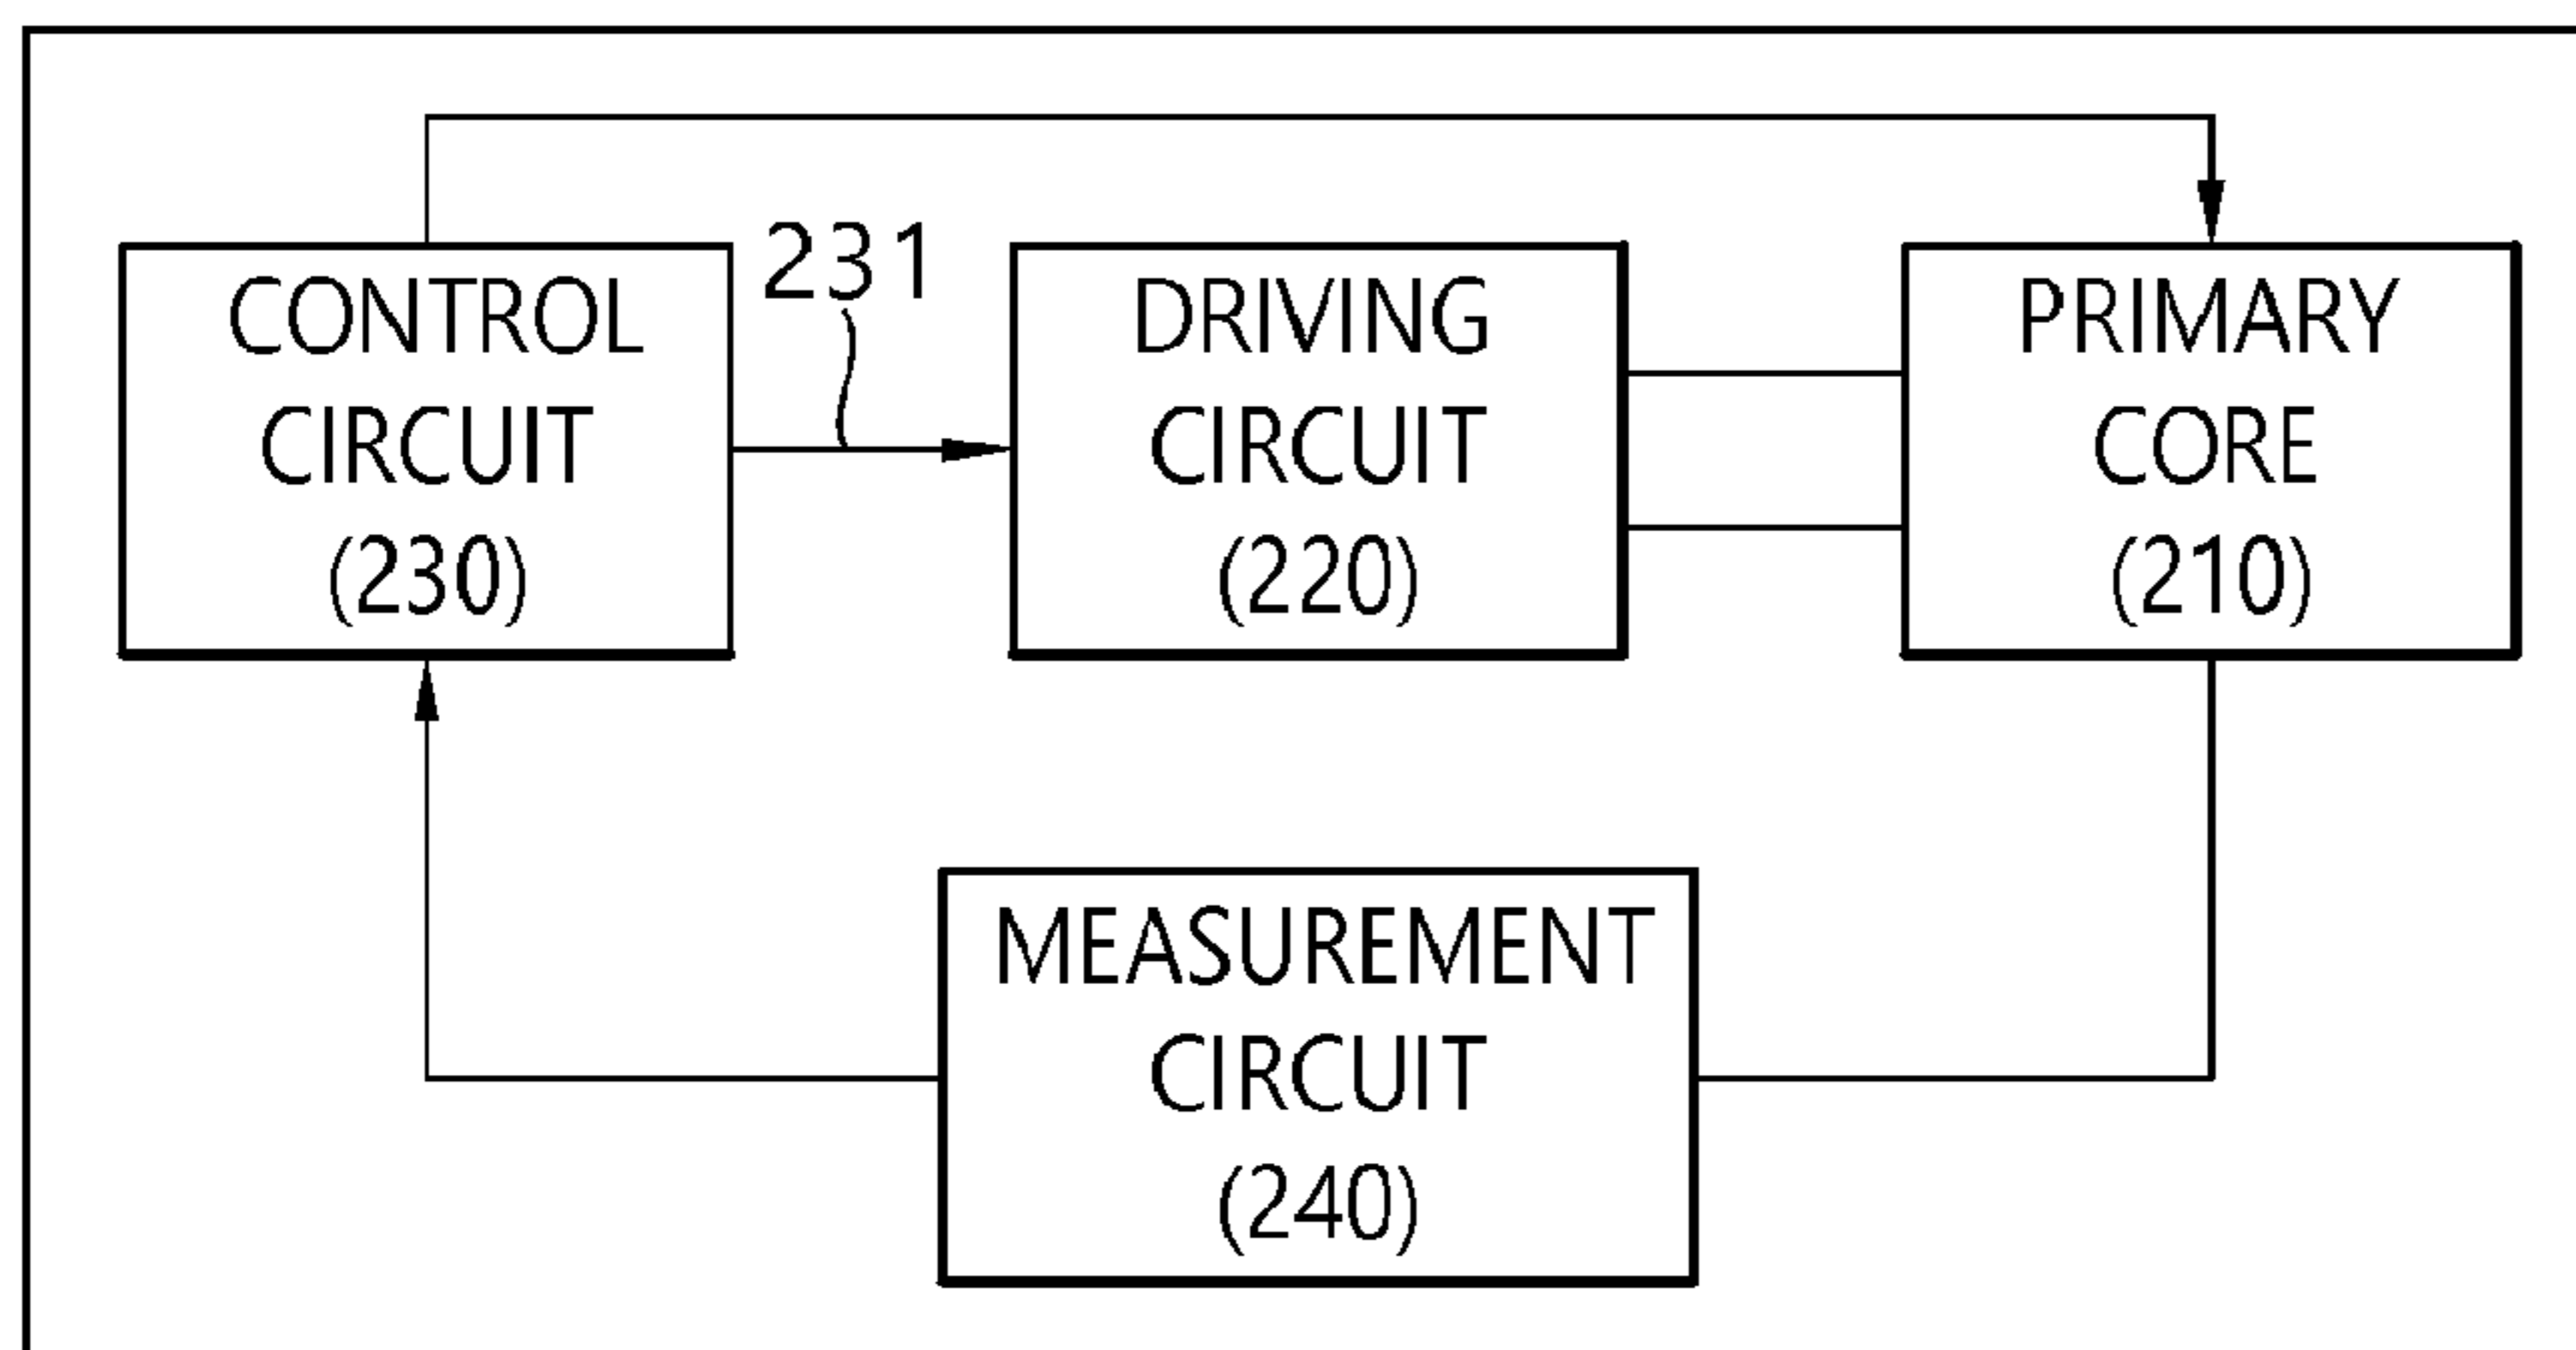 231
CONTROL
CIRCUIT
(230)
DRIVING
CIRCUIT
(220)
PRIMARY
CORE
(210)
MEASUREMENT
CIRCUIT
(240)